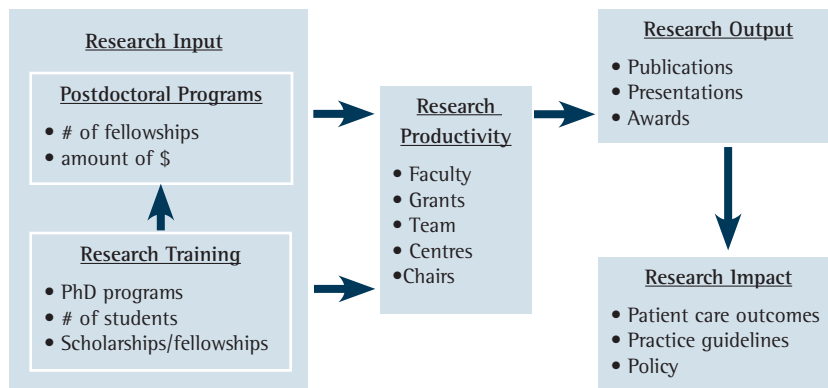 Research Input
Postdoctoral Programs
• # of fellowships
• amount of $
Research Training
• PhD programs
• # of students
• Scholarships/fellowships
Research
Productivity
• Faculty
• Grants
• Team
• Centres
•Chairs
Research Output
• Publications
• Presentations
• Awards
Research Impact
• Patient care outcomes
• Practice guidelines
• Policy